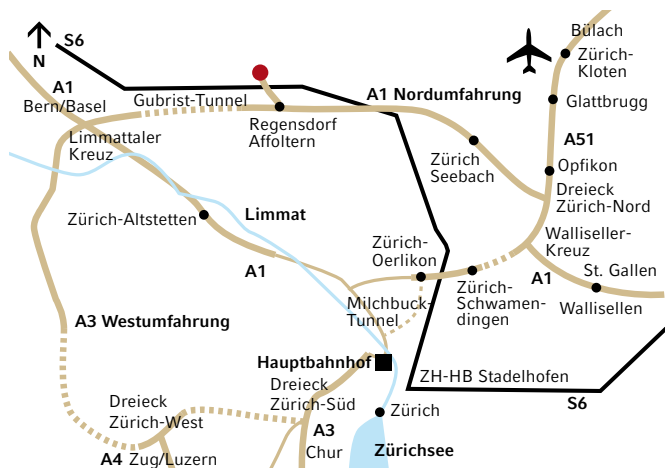 S6
N
Bülach
Zürich-
Kloten
A1
Bern/Basel
Gubrist-Tunnel
A1 Nordumfahrung
Glattbrugg
Regensdorf
Affoltern
Limmattaler
Kreuz
A51
Zürich
Seebach
Opfikon
Dreieck
Zürich-Nord
Zürich-Altstetten
Limmat
Walliseller-
Kreuz
Zürich-
Oerlikon
A1
A1
St. Gallen
Zürich-
Schwamen-
dingen
Wallisellen
Milchbuck-
Tunnel
A3 Westumfahrung
Hauptbahnhof
ZH-HB Stadelhofen
S6
Dreieck
Zürich-Süd
Dreieck
Zürich-West
Zürich
A3
Chur
Zürichsee
A4 Zug/Luzern